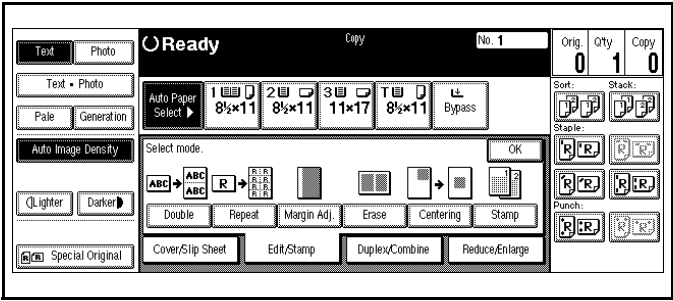 Text Photo
Text • Photo
Pale Generation
Auto Image Density
Lighter Darker
Special Original
Ready
Copy
No. 1
Orig. Q'ty Copy
0 1 0
Auto Paper
Select ▶
1
8½×11
2
8½×11
3
11×17
T
8½×11
Bypass
Select mode.
OK
ABC ABC ABC
R R R R R R R R R
1 2
Double Repeat Margin Adj. Erase Centering Stamp
Cover/Slip Sheet Edit/Stamp Duplex/Combine Reduce/Enlarge
Sort: Stack:
Staple:
R R R R
R R R R
Punch:
R R R R
R R